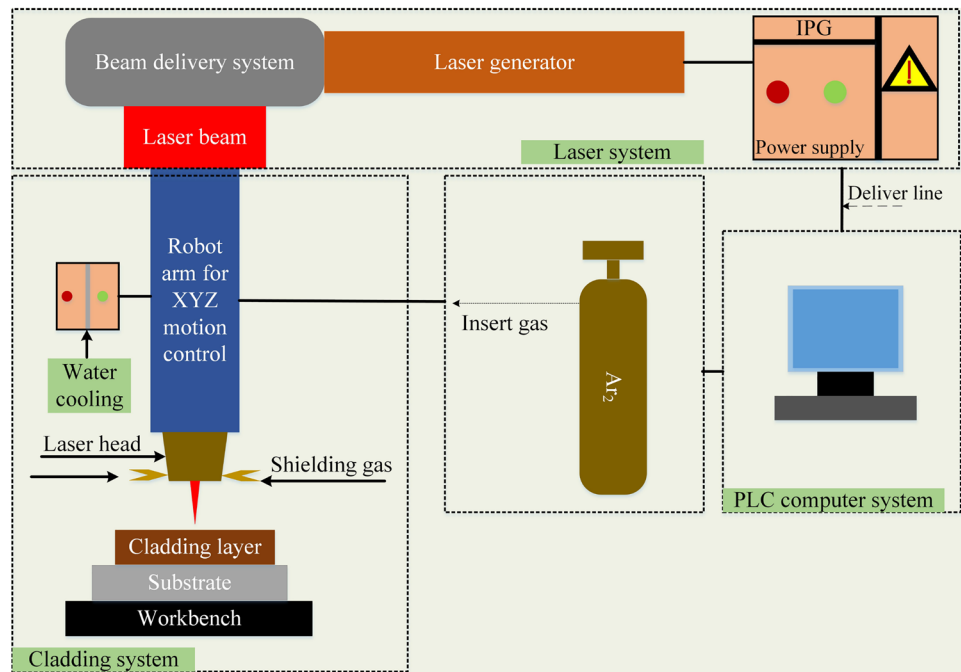 Beam delivery system
Laser generator
IPG
Power supply
Laser beam
Laser system
Deliver line
Robot
arm for
XYZ
motion
control
Water
cooling
Insert gas
Ar₂
Laser head
Shielding gas
PLC computer system
Cladding layer
Substrate
Workbench
Cladding system